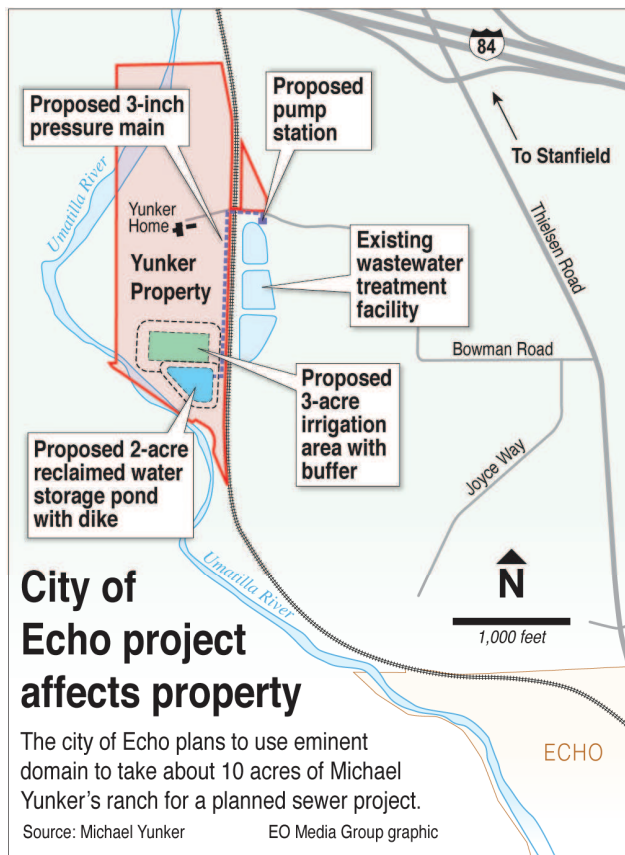 84
Proposed 3-inch
pressure main
Proposed
pump
station
To Stanfield
Umatilla River
Thielsen Road
Yunker
Home
Yunker
Property
Existing
wastewater
treatment
facility
Bowman Road
Proposed
3-acre
irrigation
area with
buffer
Proposed 2-acre
reclaimed water
storage pond
with dike
Joyce Way
Umatilla River
N
1,000 feet
City of
Echo project
affects property
The city of Echo plans to use eminent
domain to take about 10 acres of Michael
Yunker’s ranch for a planned sewer project.
ECHO
Source: Michael Yunker
EO Media Group graphic